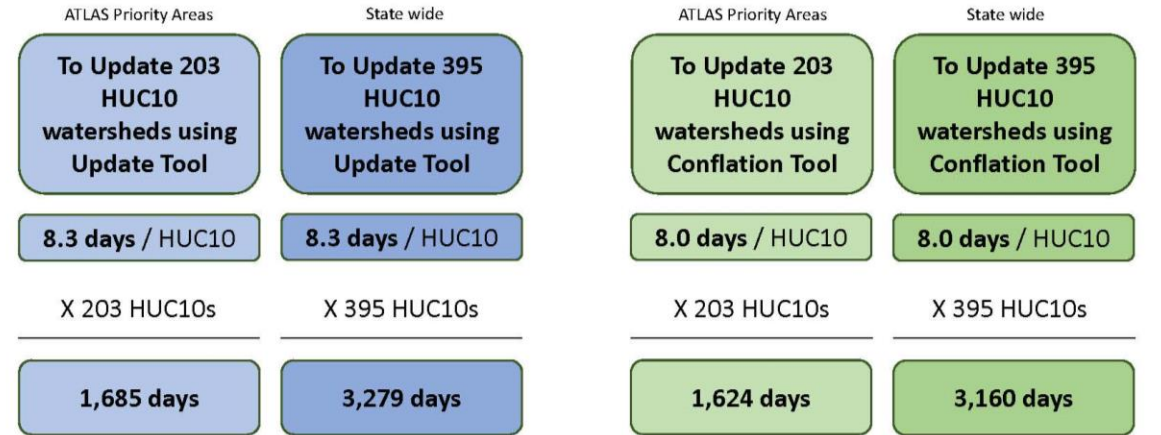 ATLAS Priority Areas
To Update 203
HUC10
watersheds using
Update Tool
8.3 days / HUC10
X 203 HUC10s
1,685 days
State wide
To Update 395
HUC10
watersheds using
Update Tool
8.3 days / HUC10
X 395 HUC10s
3,279 days
ATLAS Priority Areas
To Update 203
HUC10
watersheds using
Conflation Tool
8.0 days / HUC10
X 203 HUC10s
1,624 days
State wide
To Update 395
HUC10
watersheds using
Conflation Tool
8.0 days / HUC10
X 395 HUC10s
3,160 days